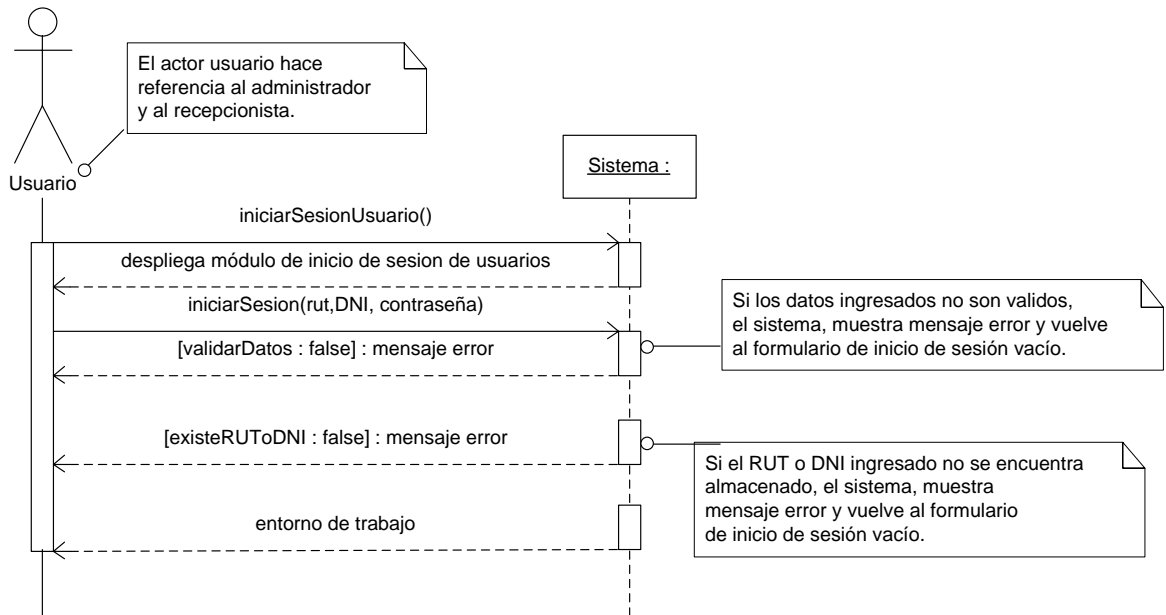 El actor usuario hace
referencia al administrador
y al recepcionista.
Usuario
Sistema :
iniciarSesionUsuario()
despliega módulo de inicio de sesion de usuarios
iniciarSesion(rut,DNI, contraseña)
Si los datos ingresados no son validos,
el sistema, muestra mensaje error y vuelve
al formulario de inicio de sesión vacío.
[validarDatos : false] : mensaje error
[existeRUToDNI : false] : mensaje error
Si el RUT o DNI ingresado no se encuentra
almacenado, el sistema, muestra
mensaje error y vuelve al formulario
de inicio de sesión vacío.
entorno de trabajo